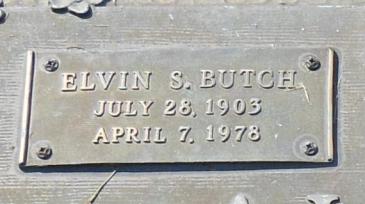 ELVIN S. BUTCH
JULY 28, 1903
APRIL 7, 1978